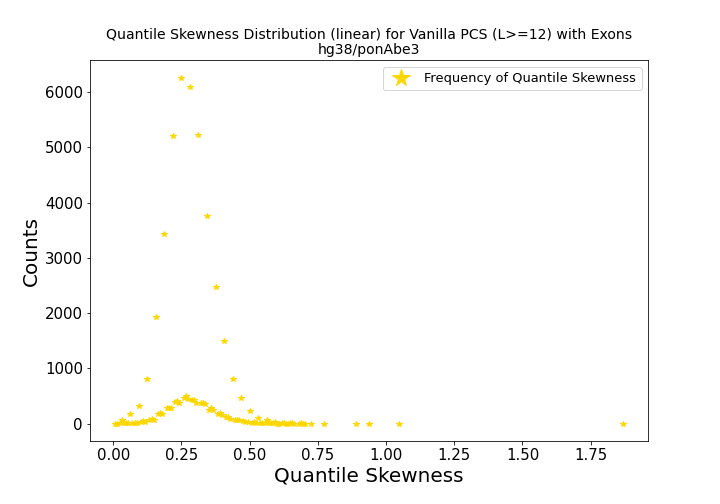 Quantile Skewness Distribution (linear) for Vanilla PCS (L>=12) with Exons
hg38/ponAbe3
Frequency of Quantile Skewness
6000
5000
4000
3000
2000
1000
0
Counts
0.00 0.25 0.50 0.75 1.00 1.25 1.50 1.75
Quantile Skewness